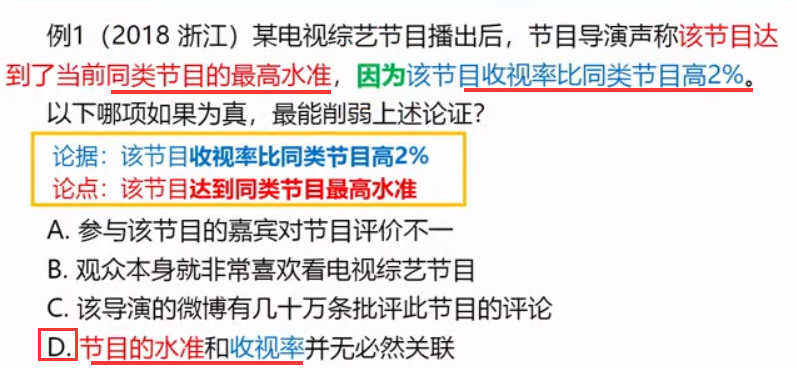 例1（2018 浙江）某电视综艺节目播出后，节目导演声称该节目达
到了当前同类节目的最高水准，因为该节目收视率比同类节目高2%。
以下哪项如果为真，最能削弱上述论证？
论据：该节目收视率比同类节目高2%
论点：该节目达到同类节目最高水准
A. 参与该节目的嘉宾对节目评价不一
B. 观众本身就非常喜欢看电视综艺节目
C. 该导演的微博有几十万条批评此节目的评论
D. 节目的水准和收视率并无必然关联